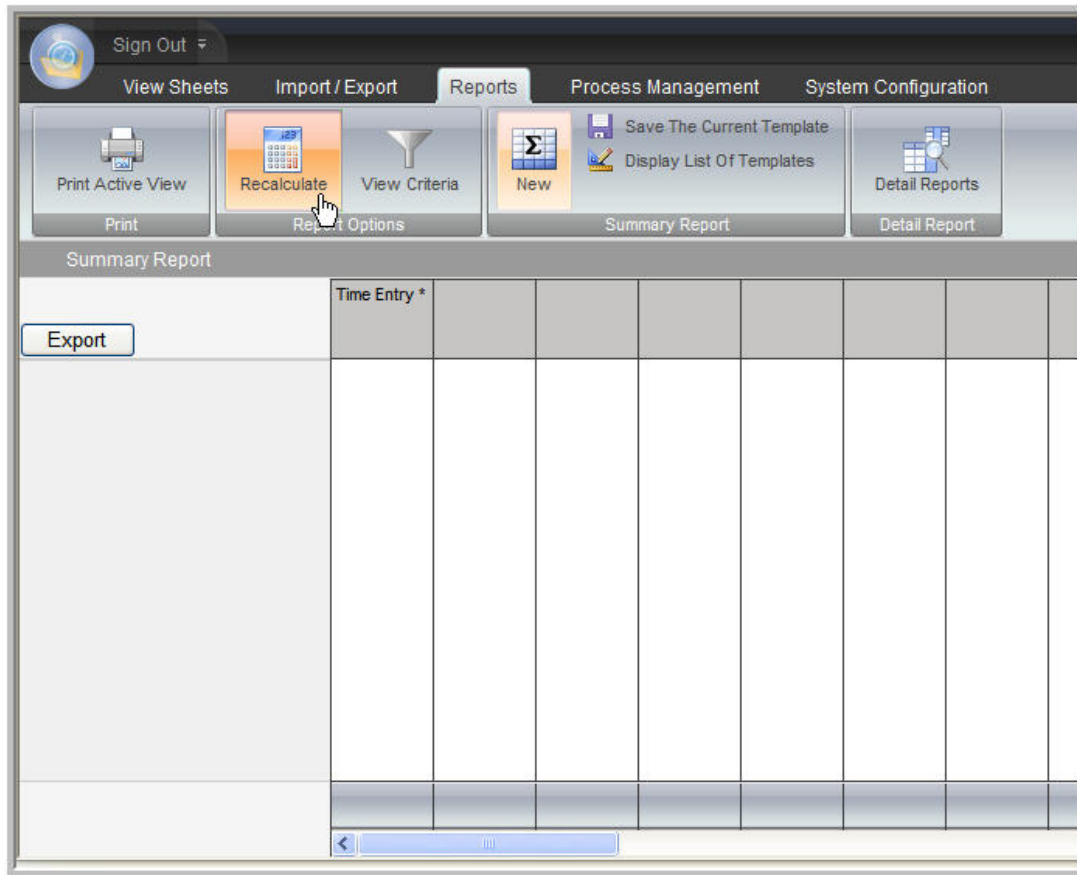 Sign Out
View Sheets Import / Export Reports Process Management System Configuration
Print Active View
Recalculate
View Criteria
New
Save The Current Template
Display List Of Templates
Detail Reports
Print
Report Options
Summary Report
Detail Report
Summary Report
Time Entry *
Export